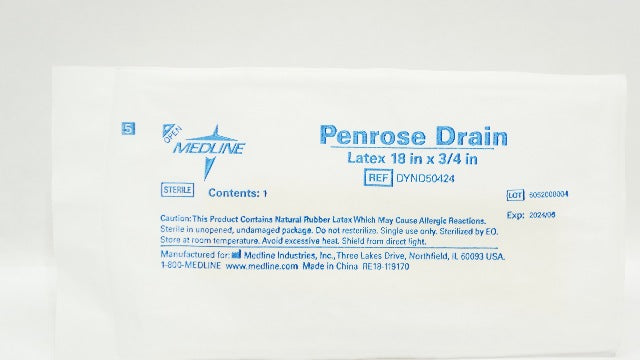 5
OPEN
MEDLINE
Penrose Drain
Latex 18 in x 3/4 in
REF DYND50424
STERILE
Contents: 1
LOT 6052000004
Exp: 2024/06
Caution: This Product Contains Natural Rubber Latex Which May Cause Allergic Reactions.
Sterile in unopened, undamaged package. Do not resterilize. Single use only. Sterilized by EO.
Store at room temperature. Avoid excessive heat. Shield from direct light.
Manufactured for: Medline Industries, Inc., Three Lakes Drive, Northfield, IL 60093 USA.
1-800-MEDLINE www.medline.com Made in China RE18-119170